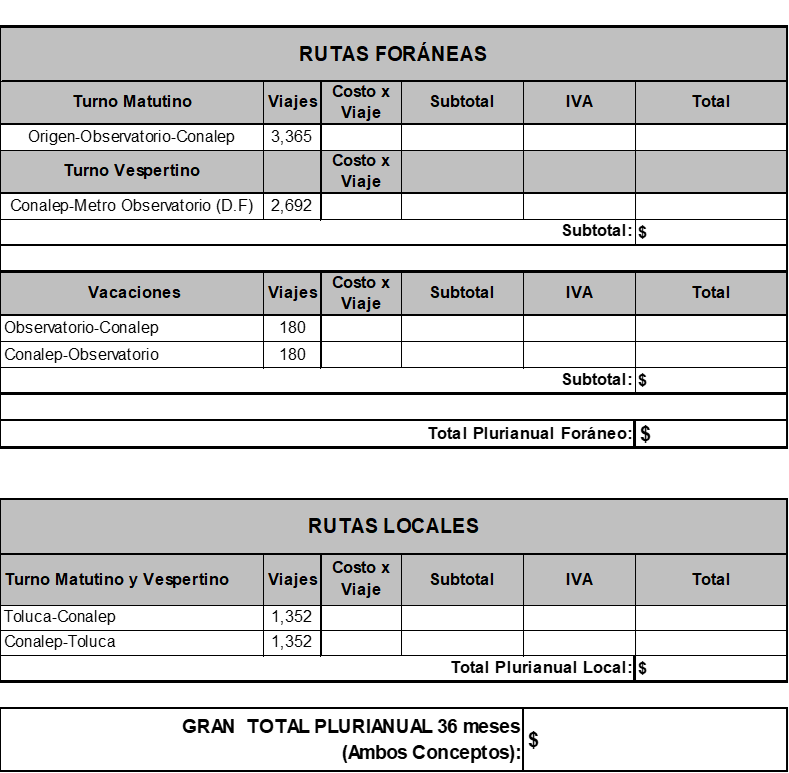 RUTAS FORÁNEAS
Turno Matutino Viajes Costo x Viaje Subtotal IVA Total
Origen-Observatorio-Conalep 3,365
Turno Vespertino Costo x Viaje
Conalep-Metro Observatorio (D.F) 2,692
Subtotal: $
Vacaciones Viajes Costo x Viaje Subtotal IVA Total
Observatorio-Conalep 180
Conalep-Observatorio 180
Subtotal: $
Total Plurianual Foráneo: $
RUTAS LOCALES
Turno Matutino y Vespertino Viajes Costo x Viaje Subtotal IVA Total
Toluca-Conalep 1,352
Conalep-Toluca 1,352
Total Plurianual Local: $
GRAN TOTAL PLURIANUAL 36 meses
(Ambos Conceptos): $